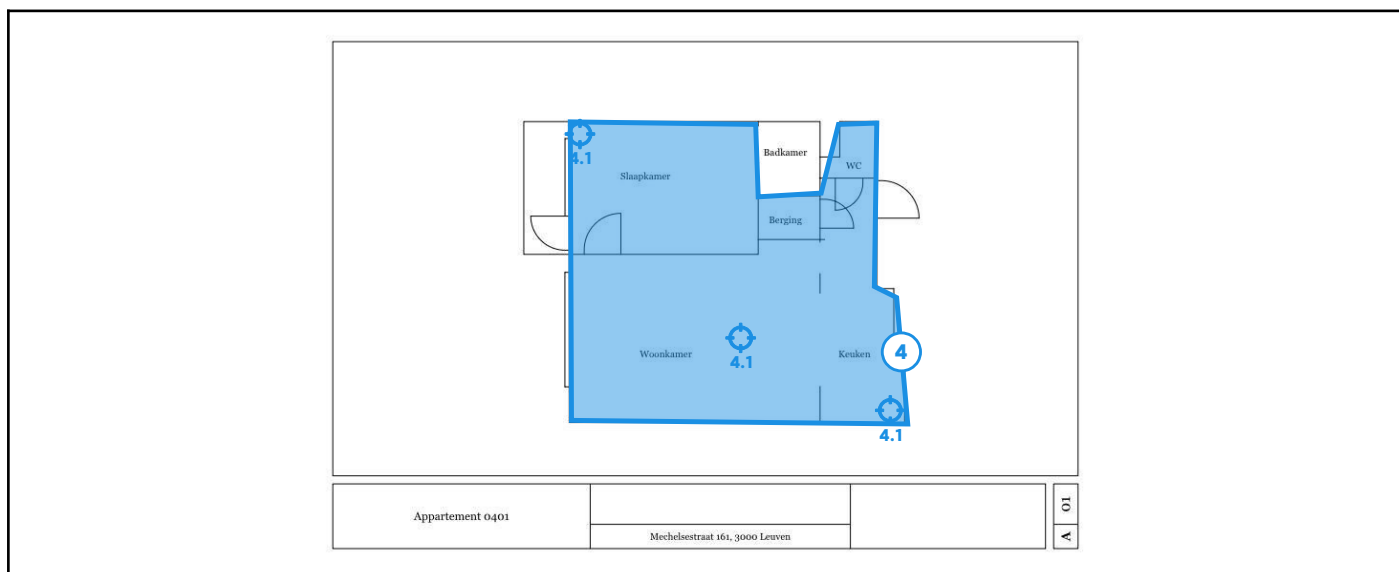 Badkamer
WC
4.1
Slaapkamer
Berging
Woonkamer
4.1
Keuken
4
4.1
Appartement 0401
Mechelsestraat 161, 3000 Leuven
01
A